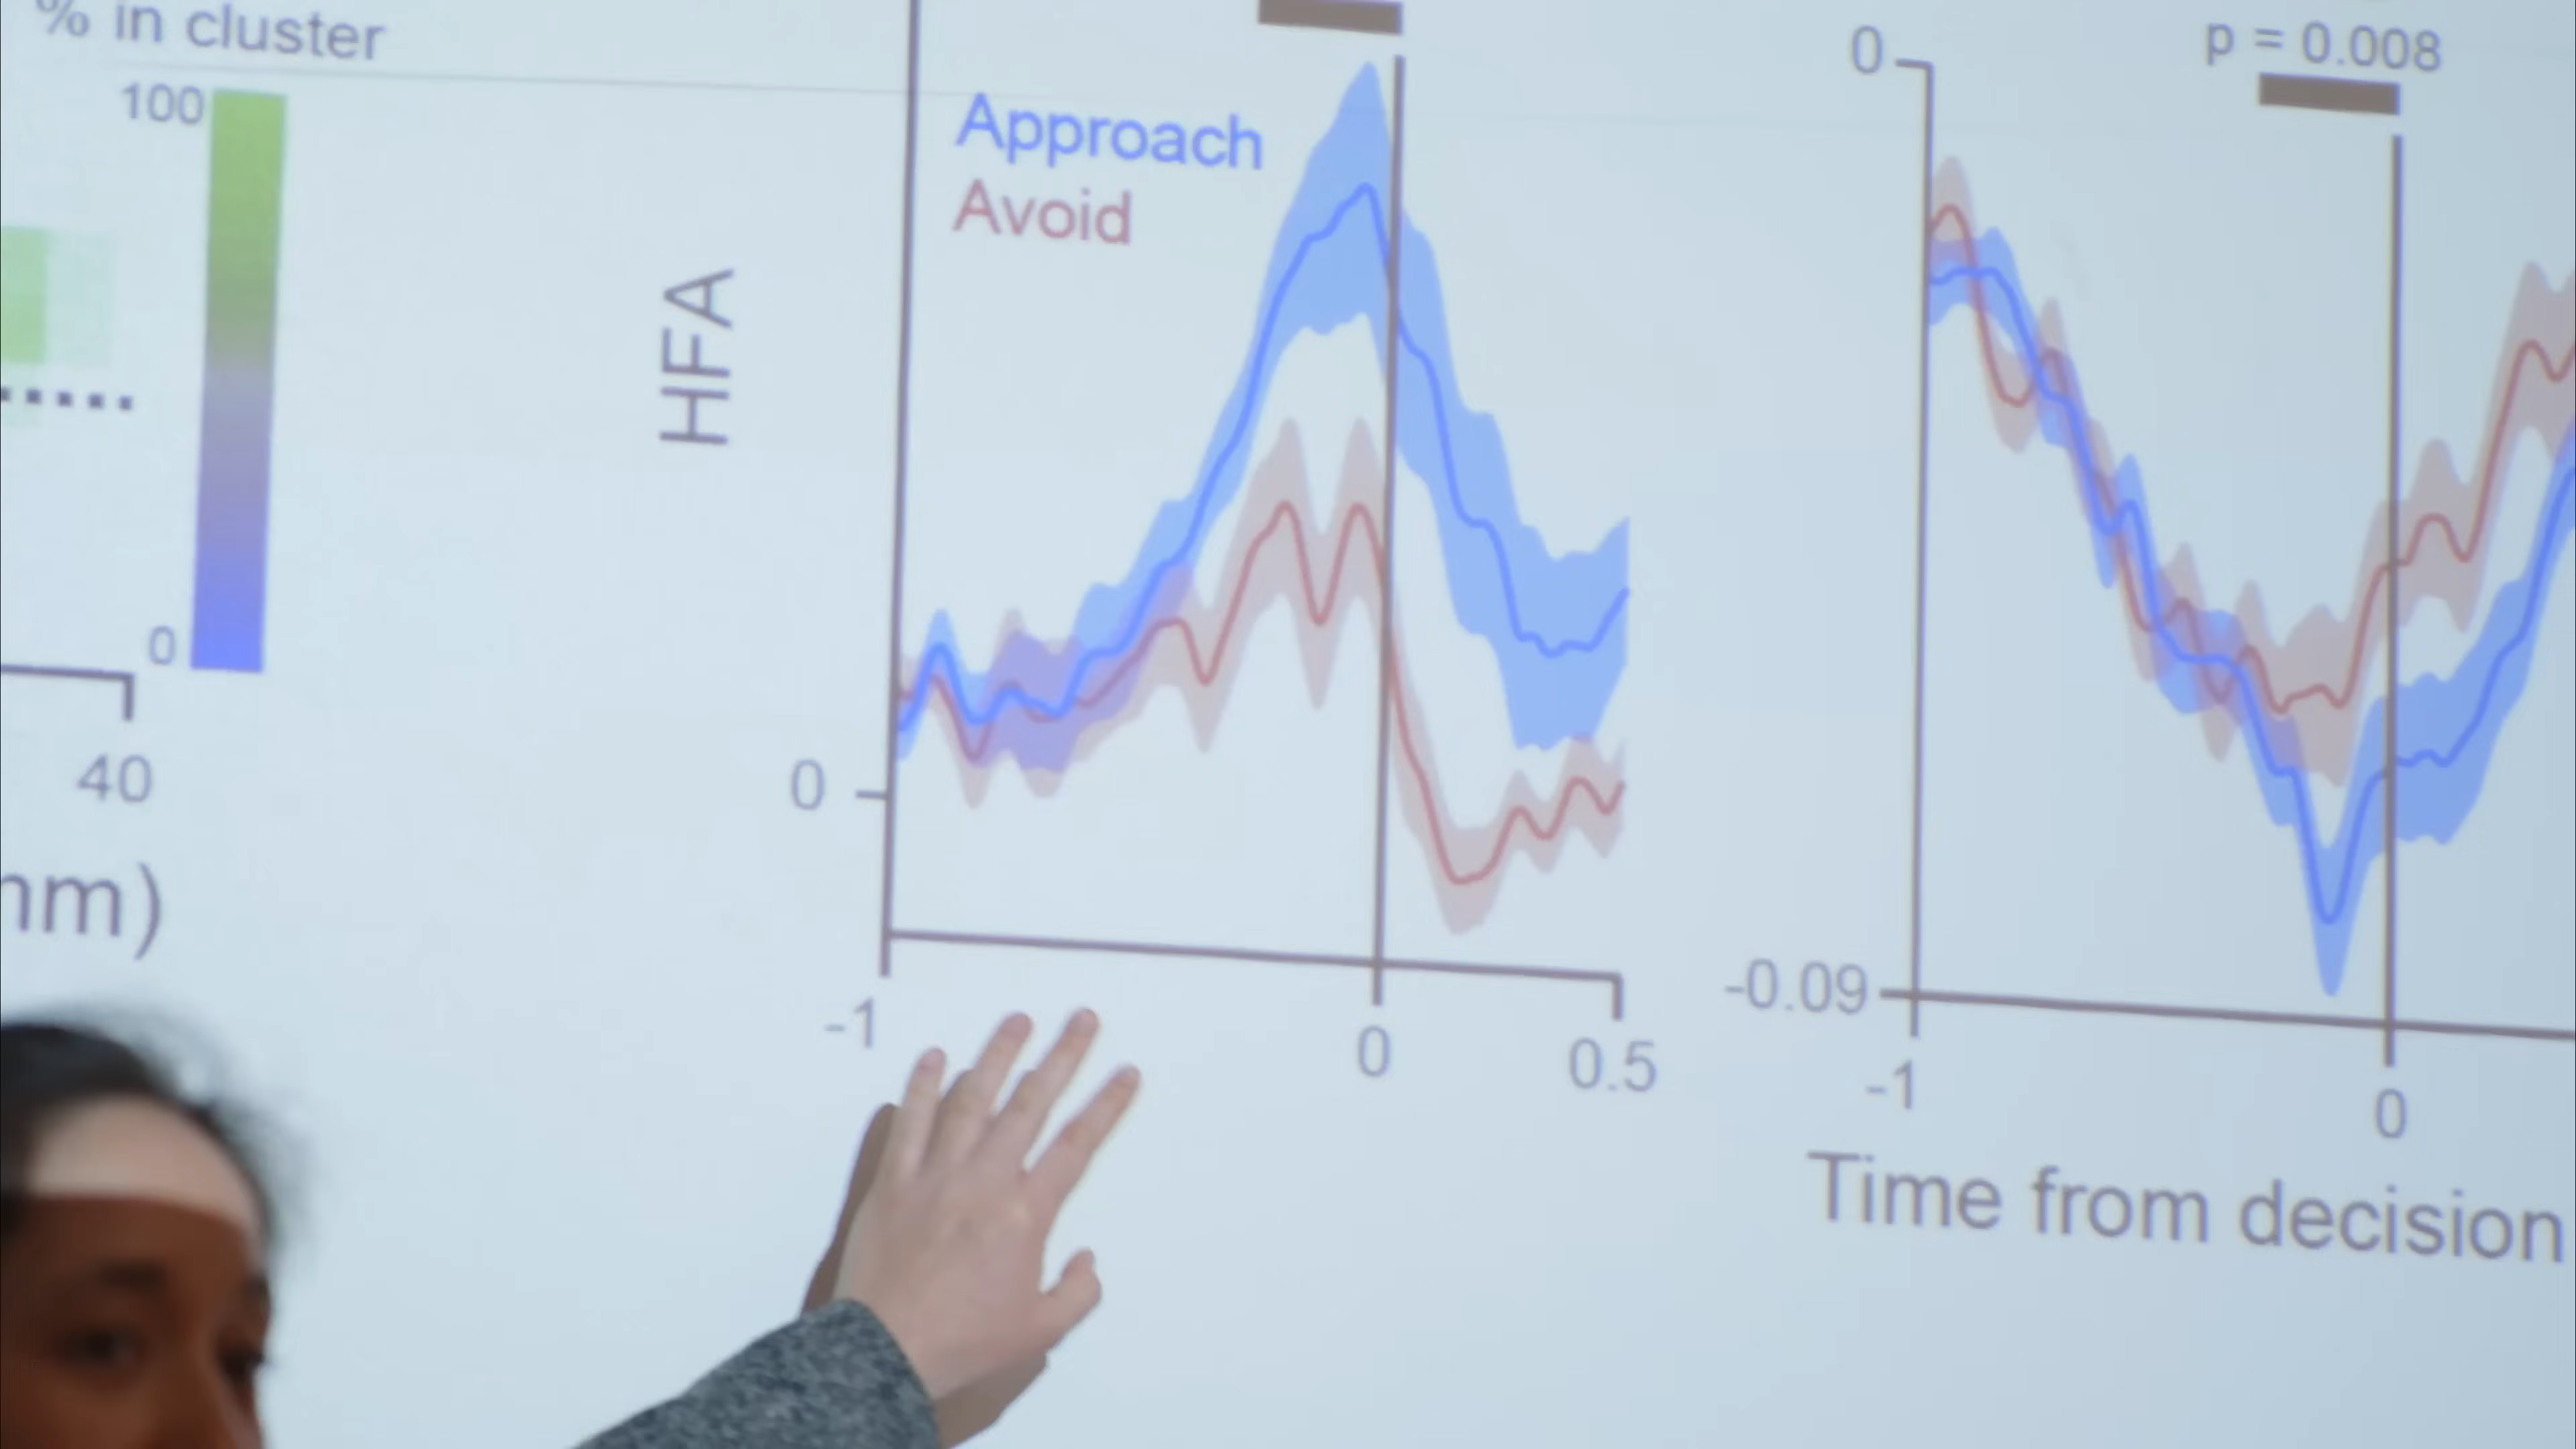 % in cluster
100
0
40
Approach
Avoid
HFA
0
-1
0
0.5
p = 0.008
0
-0.09
-1
0
Time from decision